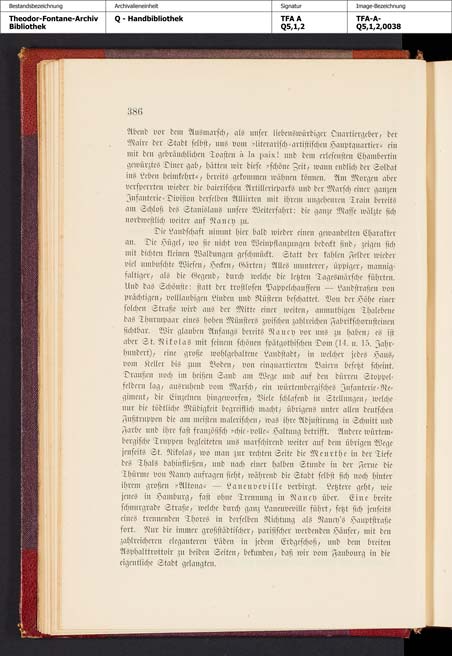 Bestandsbezeichnung
Archivalieneinheit
Signatur
Image-Bezeichnung
Theodor-Fontane-Archiv
Bibliothek
Q - Handbibliothek
TFA A
Q5,1,2
TFA-A-
Q5,1,2,0038
386
Abend vor dem Ausmarsch, als unser liebenswürdiger Quartiergeber, der
Maire der Stadt selbst, uns vom »literarisch-artistischen Hauptquartier« ein
mit den gebräuchlichen Toasten à la paix! und dem erlesensten Chambertin
gewürztes Diner gab, hätten wir diese »schöne Zeit, wann endlich der Soldat
ins Leben heimkehrt«, bereits gekommen wähnen können. Am Morgen aber
versperrten wieder die baierischen Artillerieparks und der Marsch einer ganzen
Infanterie-Division derselben Alliirten mit ihrem ungeheuren Train bereits
am Schloß des Stanislaus unsere Weiterfahrt: die ganze Masse wälzte sich
nordwestlich weiter auf Nancy zu.
Die Landschaft nimmt hier bald wieder einen gewandelten Charakter
an. Die Hügel, wo sie nicht von Weinpflanzungen bedeckt sind, zeigen sich
mit dichten kleinen Waldungen geschmückt. Statt der kahlen Felder wieder
viel umbuschte Wiesen, Hecken, Gärten; Alles munterer, üppiger, mannig-
faltiger, als die Gegend, durch welche die letzten Tagesmärsche führten.
Und das Schönste: statt der trostlosen Pappelchausseen — Landstraßen von
prächtigen, vollaubigen Linden und Rüstern beschattet. Von der Höhe einer
solchen Straße wird aus der Mitte einer weiten, anmuthigen Thalebene
das Thurmpaar eines hohen Münsters zwischen zahlreichen Fabrikschornsteinen
sichtbar. Wir glauben Anfangs bereits Nancy vor uns zu haben; es ist
aber St. Nikolas mit seinem schönen spätgothischen Dom (14. u. 15. Jahr-
hundert), eine große wohlgehaltene Landstadt, in welcher jedes Haus,
vom Keller bis zum Boden, von einquartierten Baiern besetzt scheint.
Draußen noch im heißen Sand am Wege und auf den dürren Stoppel-
feldern lag, ausruhend vom Marsch, ein württembergisches Infanterie-Re-
giment, die Einzelnen hingeworfen, Viele schlafend in Stellungen, welche
nur die tödtliche Müdigkeit begreiflich macht; übrigens unter allen deutschen
Fußtruppen die am meisten malerischen, was ihre Adjustirung in Schnitt und
Farbe und ihre fast französisch »chic-volle« Haltung betrifft. Andere württem-
bergische Truppen begleiteten uns marschirend weiter auf dem übrigen Wege
jenseits St. Nikolas, wo man zur rechten Seite die Meurthe in der Tiefe
des Thals dahinfließen, und nach einer halben Stunde in der Ferne die
Thürme von Nancy aufragen sieht, während die Stadt selbst sich noch hinter
ihrem großen »Altona« — Laneuveville verbirgt. Letztere geht, wie
jenes in Hamburg, fast ohne Trennung in Nancy über. Eine breite
schnurgrade Straße, welche durch ganz Laneuveville führt, setzt sich jenseits
eines trennenden Thores in derselben Richtung als Nancy's Hauptstraße
fort. Nur die immer großstädtischer, parisischer werdenden Häuser, mit den
zahlreicheren eleganteren Läden in jedem Erdgeschoß, und dem breiten
Asphalttrottoir zu beiden Seiten, bekunden, daß wir vom Faubourg in die
eigentliche Stadt gelangten.